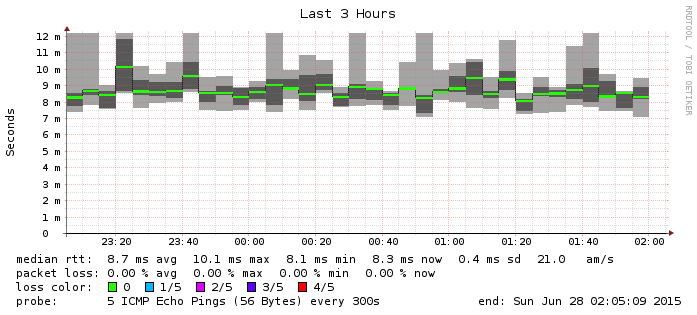 Last 3 Hours
RRDTOOL / TOBI OETIKER
Seconds
12 m
11 m
10 m
9 m
8 m
7 m
6 m
5 m
4 m
3 m
2 m
1 m
0
23:20 23:40 00:00 00:20 00:40 01:00 01:20 01:40 02:00
median rtt: 8.7 ms avg 10.1 ms max 8.1 ms min 8.3 ms now 0.4 ms sd 21.0 am/s
packet loss: 0.00 % avg 0.00 % max 0.00 % min 0.00 % now
loss color: 0 1/5 2/5 3/5 4/5
probe: 5 ICMP Echo Pings (56 Bytes) every 300s end: Sun Jun 28 02:05:09 2015